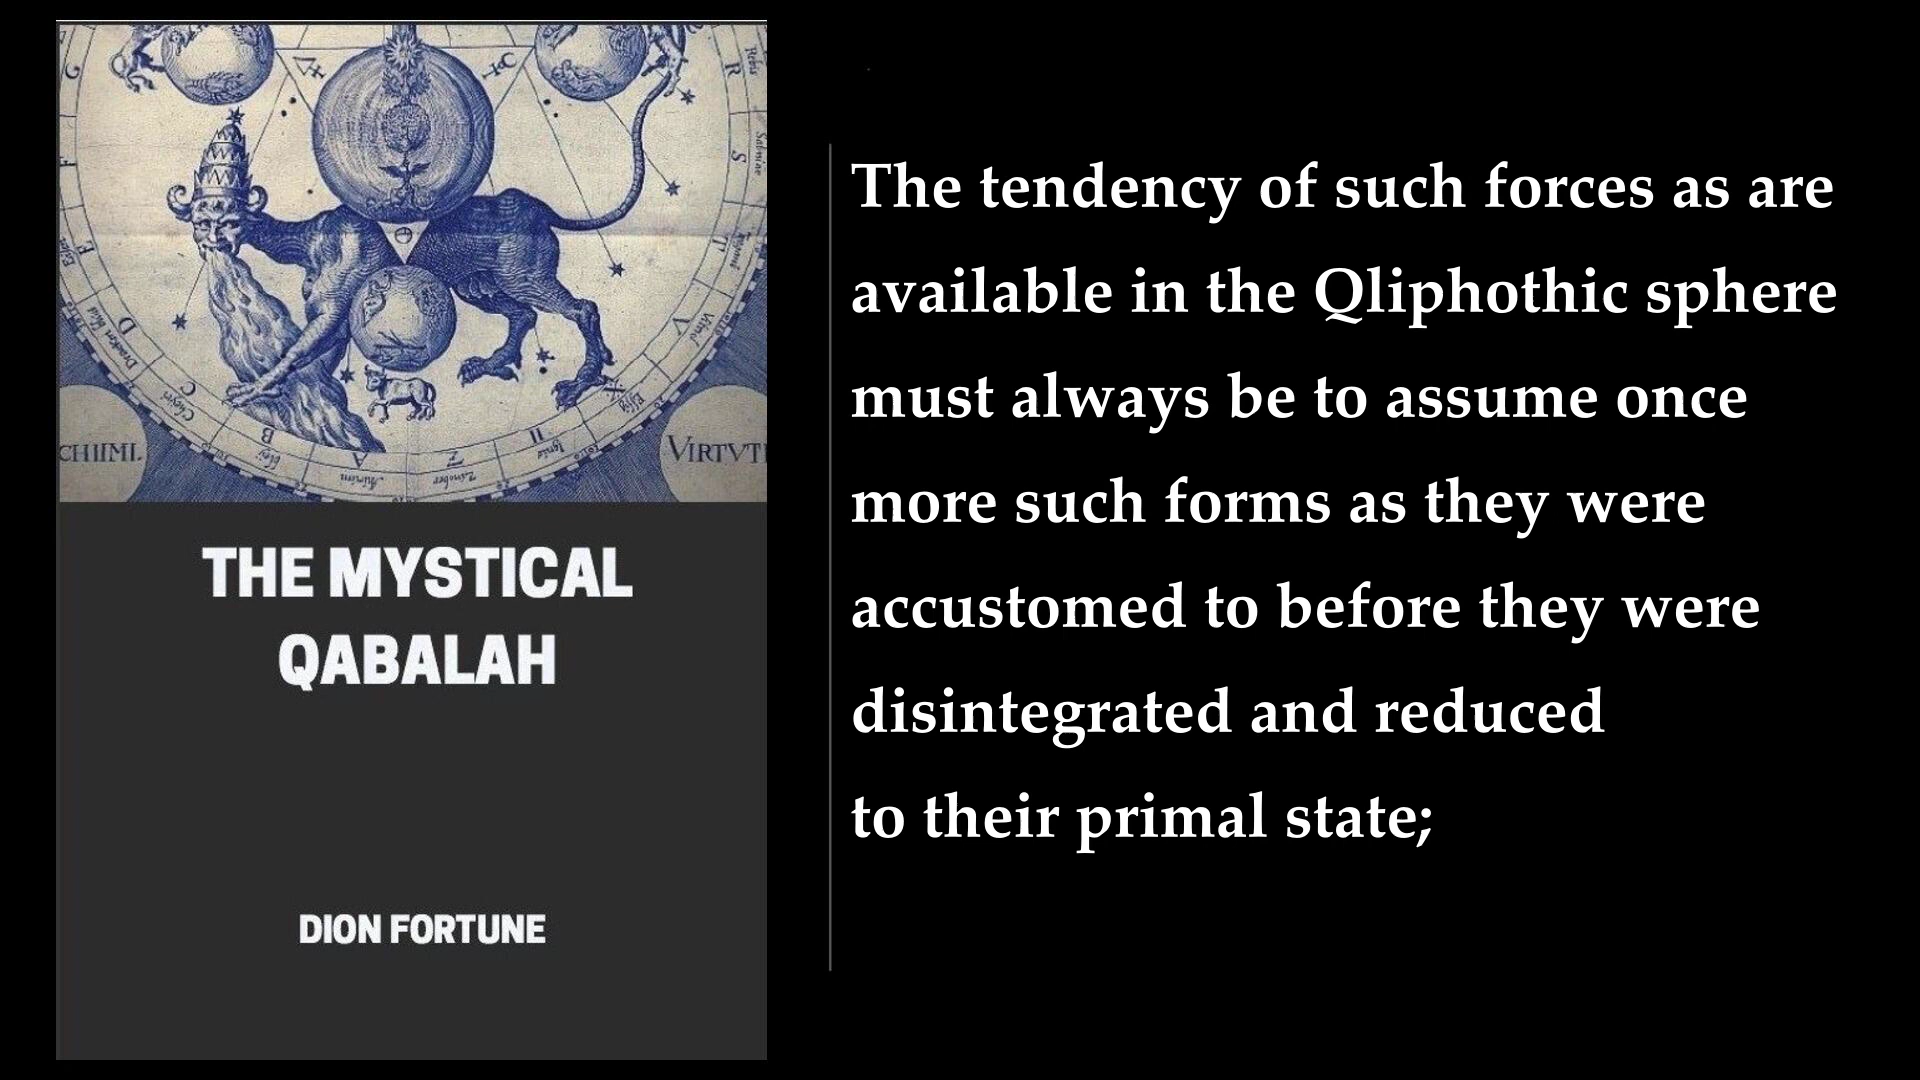 THE MYSTICAL
QABALAH
DION FORTUNE
CHIIMI.
VIRTVTI
The tendency of such forces as are
available in the Qliphothic sphere
must always be to assume once
more such forms as they were
accustomed to before they were
disintegrated and reduced
to their primal state;